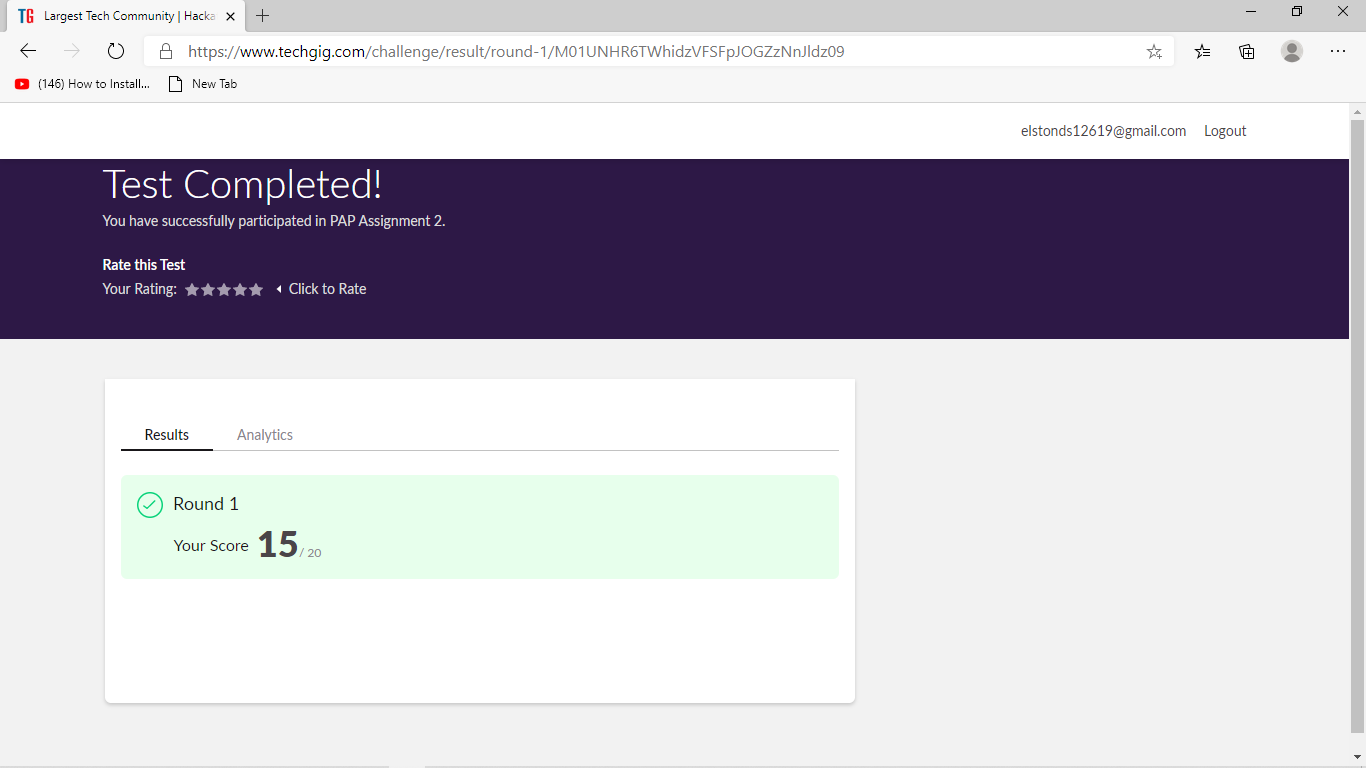 TG Largest Tech Community | Hacka
https://www.techgig.com/challenge/result/round-1/M01UNHR6TWhidzVFSFpJOGZzNnJldz09
(146) How to Install... New Tab
elstonds12619@gmail.com Logout
Test Completed!
You have successfully participated in PAP Assignment 2.
Rate this Test
Your Rating: Click to Rate
Results Analytics
Round 1
Your Score 15 / 20